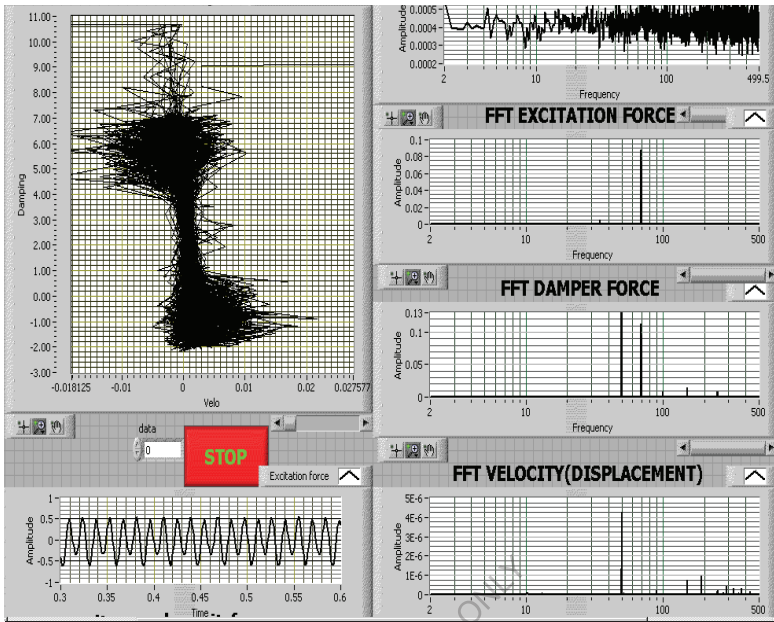 11.00
10.00
9.00
8.00
7.00
6.00
5.00
4.00
3.00
2.00
1.00
0.00
-1.00
-2.00
-3.00
Damping
-0.018125 -0.01 0 0.01 0.02 0.027577
Velo
data
0
STOP
Excitation force
1
0.5
0
-0.5
-1
Amplitude
0.3 0.35 0.4 0.45 0.5 0.55 0.6
Time
0.0005
0.0004
0.0003
0.0002
Amplitude
2 10 100 499.5
Frequency
FFT EXCITATION FORCE
0.1
0.08
0.06
0.04
0.02
0
Amplitude
2 10 100 500
Frequency
FFT DAMPER FORCE
0.13
0.1
0.05
0
Amplitude
2 10 100 500
Frequency
FFT VELOCITY(DISPLACEMENT)
5E-6
4E-6
3E-6
2E-6
1E-6
0
Amplitude
2 10 100 500
ONLY